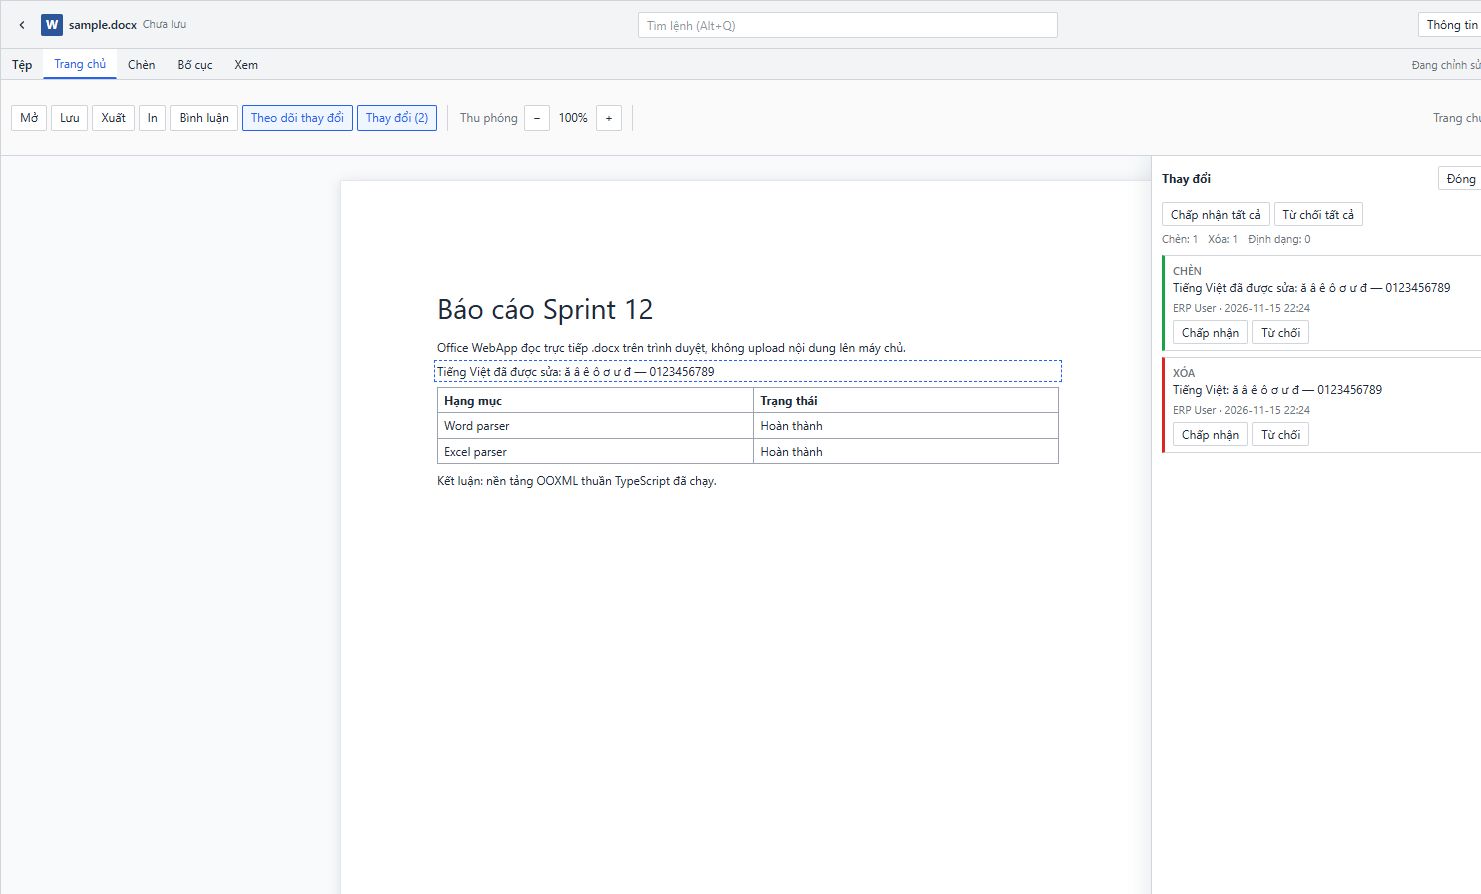 W sample.docx Chưa lưu
Tìm lệnh (Alt+Q)
Thông tin
Tệp Trang chủ Chèn Bố cục Xem
Đang chỉnh
Mở Lưu Xuất In Bình luận Theo dõi thay đổi Thay đổi (2) Thu phóng − 100% +
Trang
Báo cáo Sprint 12
Office WebApp đọc trực tiếp .docx trên trình duyệt, không upload nội dung lên máy chủ.
Tiếng Việt đã được sửa: ă â ê ô ơ ư đ — 0123456789
Hạng mục Trạng thái
Word parser Hoàn thành
Excel parser Hoàn thành
Kết luận: nền tảng OOXML thuần TypeScript đã chạy.
Thay đổi Đóng
Chấp nhận tất cả Từ chối tất cả
Chèn: 1 Xóa: 1 Định dạng: 0
CHÈN
Tiếng Việt đã được sửa: ă â ê ô ơ ư đ — 0123456789
ERP User · 2026-11-15 22:24
Chấp nhận Từ chối
XÓA
Tiếng Việt: ă â ê ô ơ ư đ — 0123456789
ERP User · 2026-11-15 22:24
Chấp nhận Từ chối